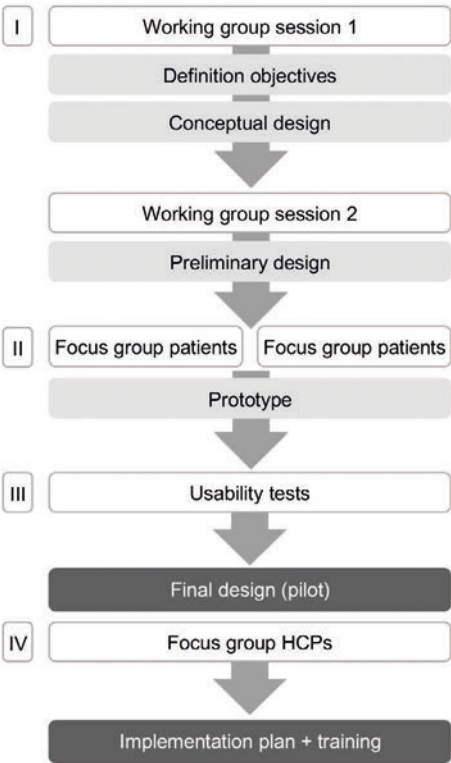 I
Working group session 1
Definition objectives
Conceptual design
Working group session 2
Preliminary design
II
Focus group patients
Focus group patients
Prototype
III
Usability tests
Final design (pilot)
IV
Focus group HCPs
Implementation plan + training